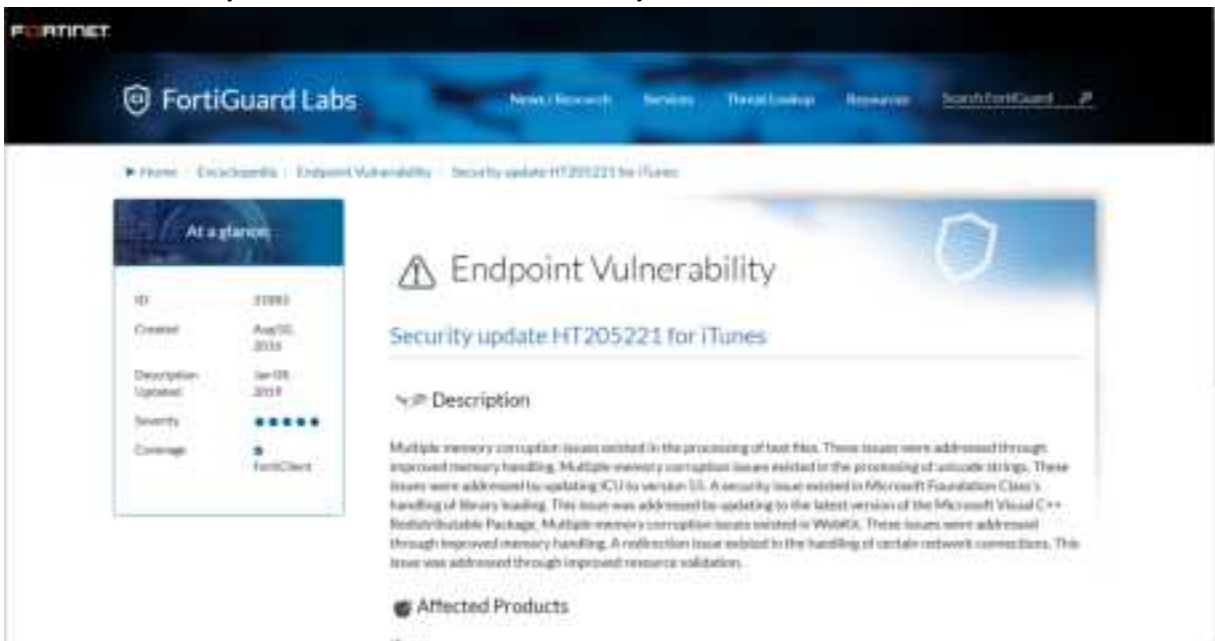 FORTINET
FortiGuard Labs
News / Research Services Threat Lookup Resources Search FortiGuard
Home / Encyclopedia / Endpoint Vulnerability / Security update HT205221 for iTunes
At a glance:
ID
Created Aug 2016
Description Updated Jan 2019
Severity
Coverage FortiClient
Endpoint Vulnerability
Security update HT205221 for iTunes
Description
Multiple memory corruption issues existed in the processing of text files. These issues were addressed through
improved memory handling. Multiple memory corruption issues existed in the processing of unicode strings. These
issues were addressed by updating ICU to version 55. A security issue existed in Microsoft Foundation Class's
handling of library loading. This issue was addressed by updating to the latest version of the Microsoft Visual C++
Redistributable Package. Multiple memory corruption issues existed in WebKit. These issues were addressed
through improved memory handling. A redirection issue existed in the handling of certain network connections. This
issue was addressed through improved resource validation.
Affected Products